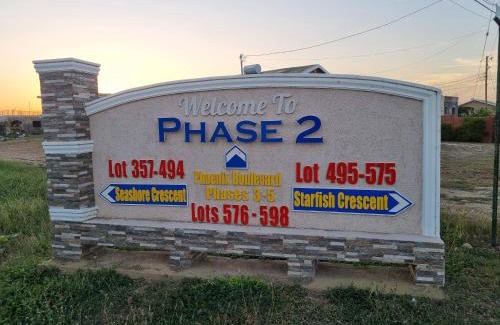 Welcome To
PHASE 2
Lot 357-494
Seashore Crescent
Phoenix Boulevard
Phases 3-5
Lots 576 - 598
Lot 495-575
Starfish Crescent